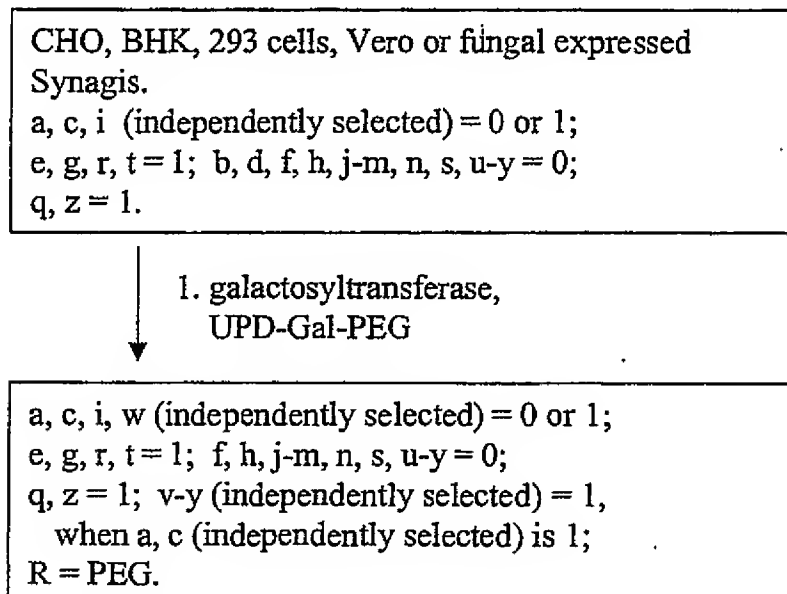 CHO, BHK, 293 cells, Vero or fungal expressed
Synagis.
a, c, i (independently selected) = 0 or 1;
e, g, r, t = 1; b, d, f, h, j-m, n, s, u-y = 0;
q, z = 1.
1. galactosyltransferase,
UPD-Gal-PEG
a, c, i, w (independently selected) = 0 or 1;
e, g, r, t = 1; f, h, j-m, n, s, u-y = 0;
q, z = 1; v-y (independently selected) = 1,
when a, c (independently selected) is 1;
R = PEG.